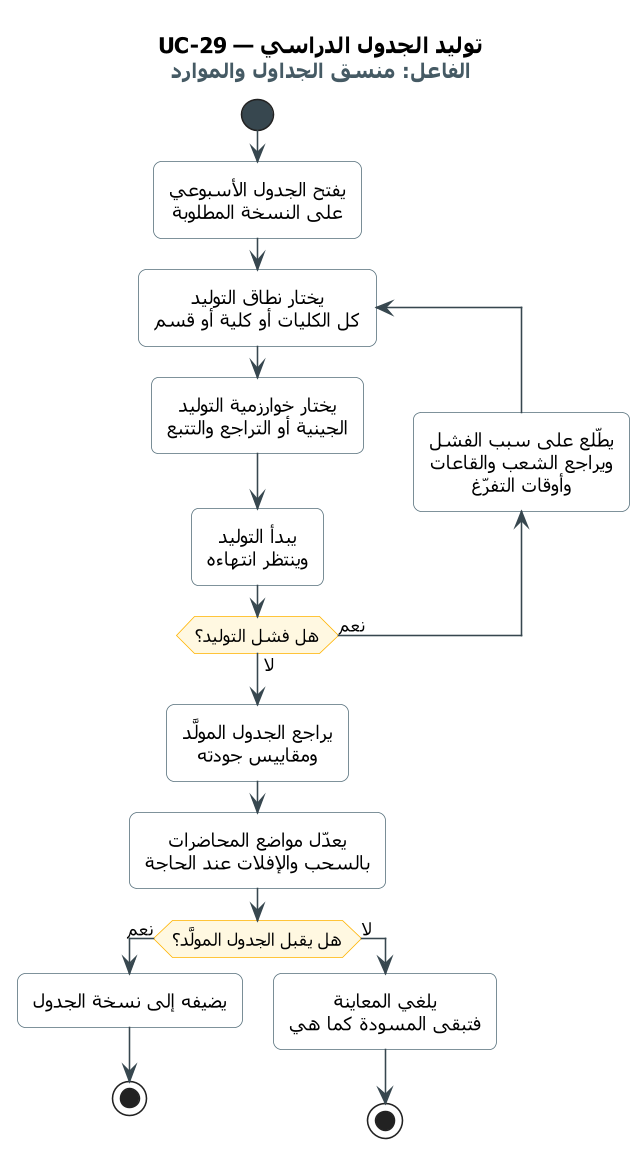 توليد الجدول الدراسي — UC-29
الفاعل: منسق الجداول والموارد
يفتح الجدول الأسبوعي
على النسخة المطلوبة
يختار نطاق التوليد
كل الكليات أو كلية أو قسم
يختار خوارزمية التوليد
الجينية أو التراجع والتتبع
يطّلع على سبب الفشل
ويراجع الشعب والقاعات
وأوقات التفرّغ
يبدأ التوليد
وينتظر انتهاءه
هل فشل التوليد؟
نعم
لا
يراجع الجدول المولَّد
ومقاييس جودته
يعدّل مواضع المحاضرات
بالسحب والإفلات عند الحاجة
هل يقبل الجدول المولَّد؟
نعم
لا
يضيفه إلى نسخة الجدول
يلغي المعاينة
فتبقى المسودة كما هي